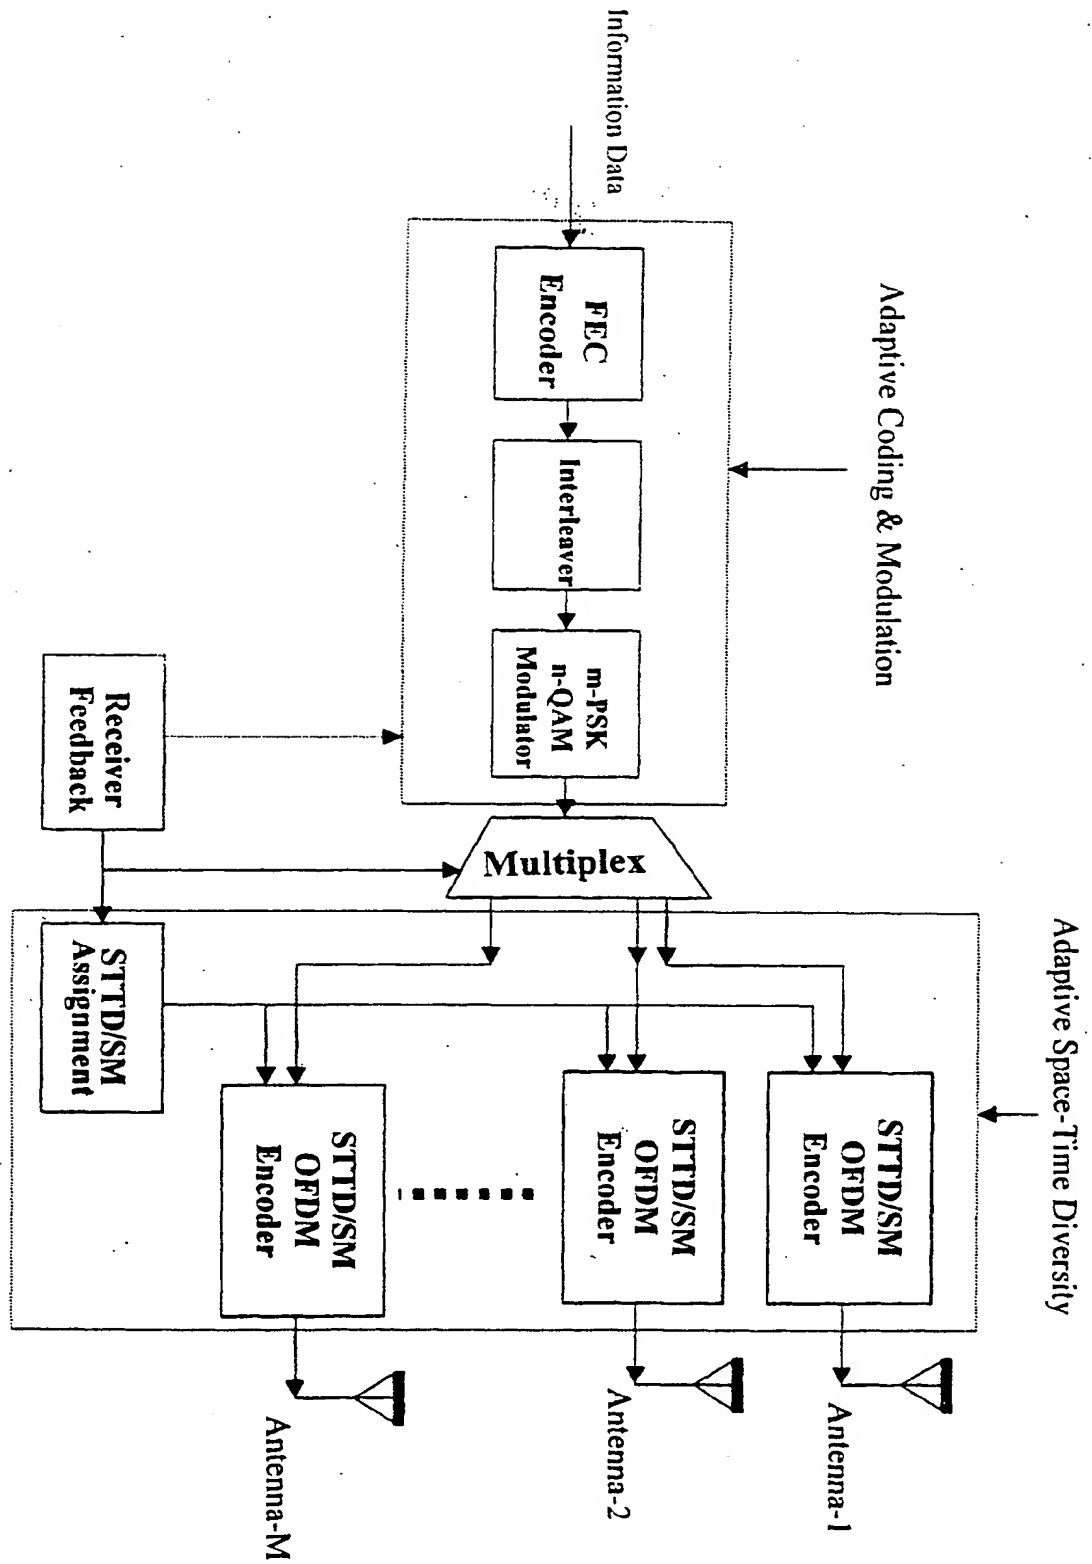 Information Data
Adaptive Coding & Modulation
FEC
Encoder
Interleaver
m-PSK
n-QAM
Modulator
Receiver
Feedback
Multiplex
Adaptive Space-Time Diversity
STTD/SM
Assignment
STTD/SM
OFDM
Encoder
Antenna-1
STTD/SM
OFDM
Encoder
Antenna-2
STTD/SM
OFDM
Encoder
Antenna-M